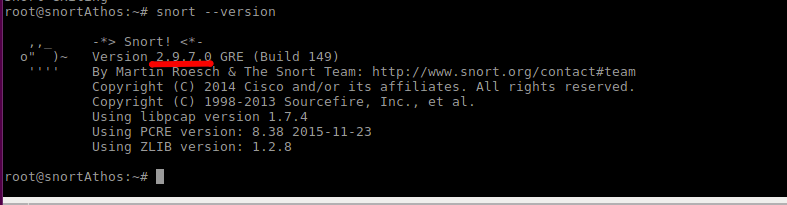 root@snortAthos:~# snort --version
,,_ -*> Snort! <*-
o" )~ Version 2.9.7.0 GRE (Build 149)
'''' By Martin Roesch & The Snort Team: http://www.snort.org/contact#team
Copyright (C) 2014 Cisco and/or its affiliates. All rights reserved.
Copyright (C) 1998-2013 Sourcefire, Inc., et al.
Using libpcap version 1.7.4
Using PCRE version: 8.38 2015-11-23
Using ZLIB version: 1.2.8
root@snortAthos:~#